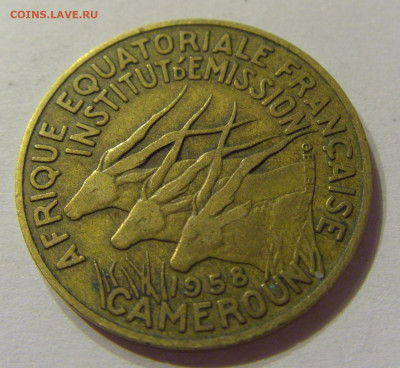 COINS.LAVE.RU
AFRIQUE EQUATORIALE FRANÇAISE
INSTITUT D'EMISSION
1958
CAMEROUN